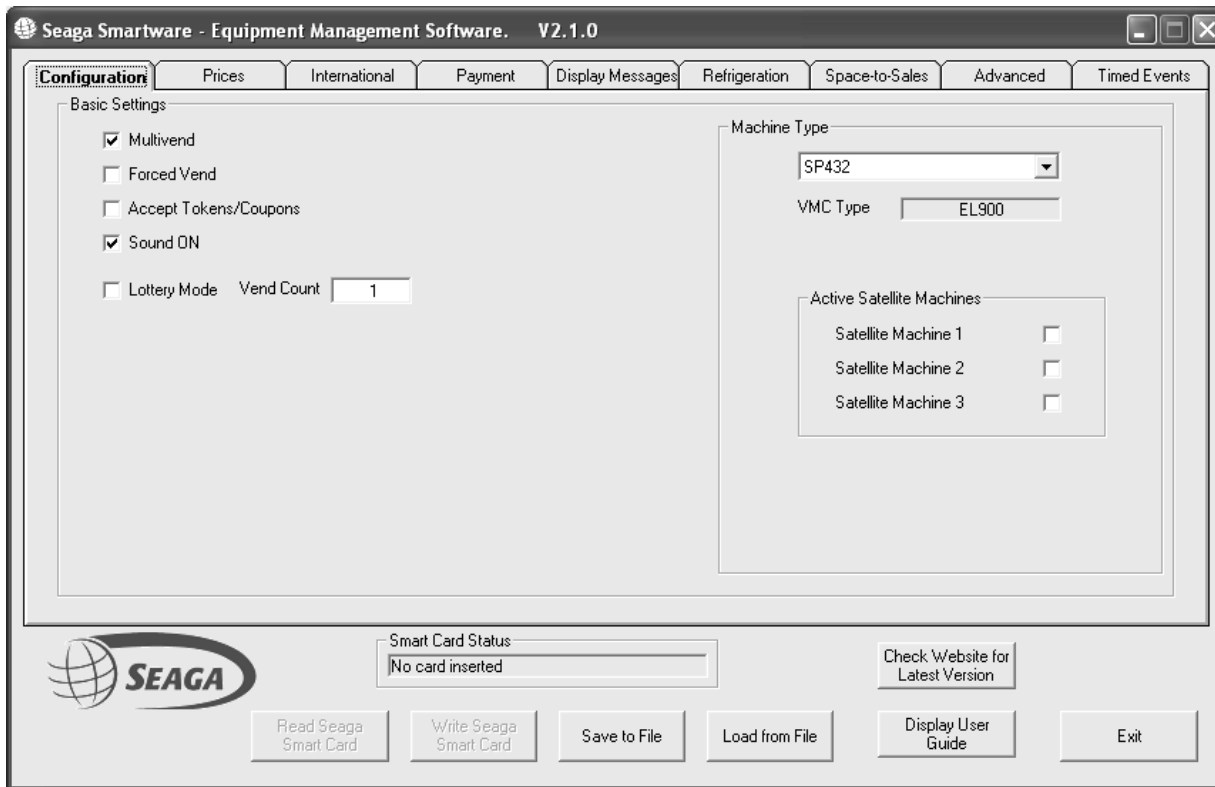 Seaga Smartware - Equipment Management Software. V2.1.0
Configuration Prices International Payment Display Messages Refrigeration Space-to-Sales Advanced Timed Events
Basic Settings
Multivend
Forced Vend
Accept Tokens/Coupons
Sound ON
Lottery Mode Vend Count 1
Machine Type
SP432
VMC Type EL900
Active Satellite Machines
Satellite Machine 1
Satellite Machine 2
Satellite Machine 3
SEAGA
Smart Card Status
No card inserted
Check Website for
Latest Version
Read Seaga
Smart Card
Write Seaga
Smart Card
Save to File
Load from File
Display User
Guide
Exit